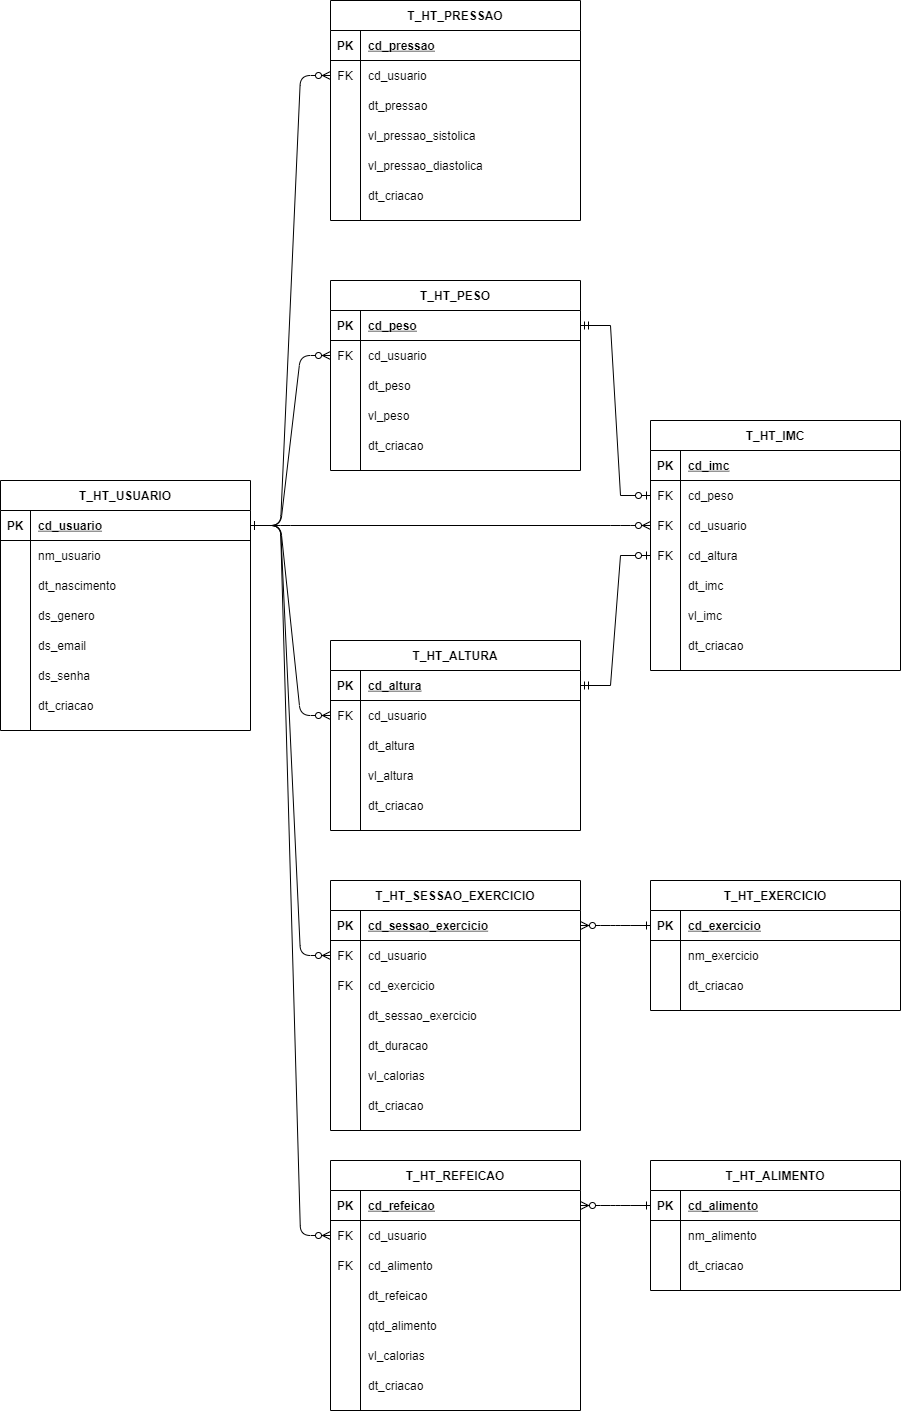 T_HT_PRESSAO
PK cd_pressao
FK cd_usuario
dt_pressao
vl_pressao_sistolica
vl_pressao_diastolica
dt_criacao
T_HT_PESO
PK cd_peso
FK cd_usuario
dt_peso
vl_peso
dt_criacao
T_HT_IMC
PK cd_imc
FK cd_peso
FK cd_usuario
FK cd_altura
dt_imc
vl_imc
dt_criacao
T_HT_USUARIO
PK cd_usuario
nm_usuario
dt_nascimento
ds_genero
ds_email
ds_senha
dt_criacao
T_HT_ALTURA
PK cd_altura
FK cd_usuario
dt_altura
vl_altura
dt_criacao
T_HT_SESSAO_EXERCICIO
PK cd_sessao_exercicio
FK cd_usuario
FK cd_exercicio
dt_sessao_exercicio
dt_duracao
vl_calorias
dt_criacao
T_HT_EXERCICIO
PK cd_exercicio
nm_exercicio
dt_criacao
T_HT_REFEICAO
PK cd_refeicao
FK cd_usuario
FK cd_alimento
dt_refeicao
qtd_alimento
vl_calorias
dt_criacao
T_HT_ALIMENTO
PK cd_alimento
nm_alimento
dt_criacao